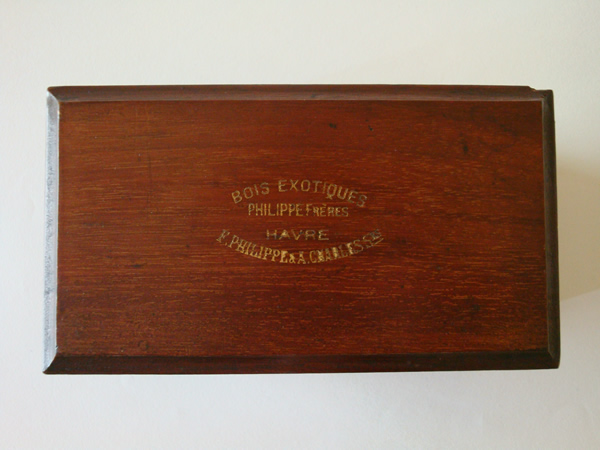 BOIS EXOTIQUES
PHILIPPE FRÈRES
HAVRE
F. PHILIPPE & A. CHARLES Srs